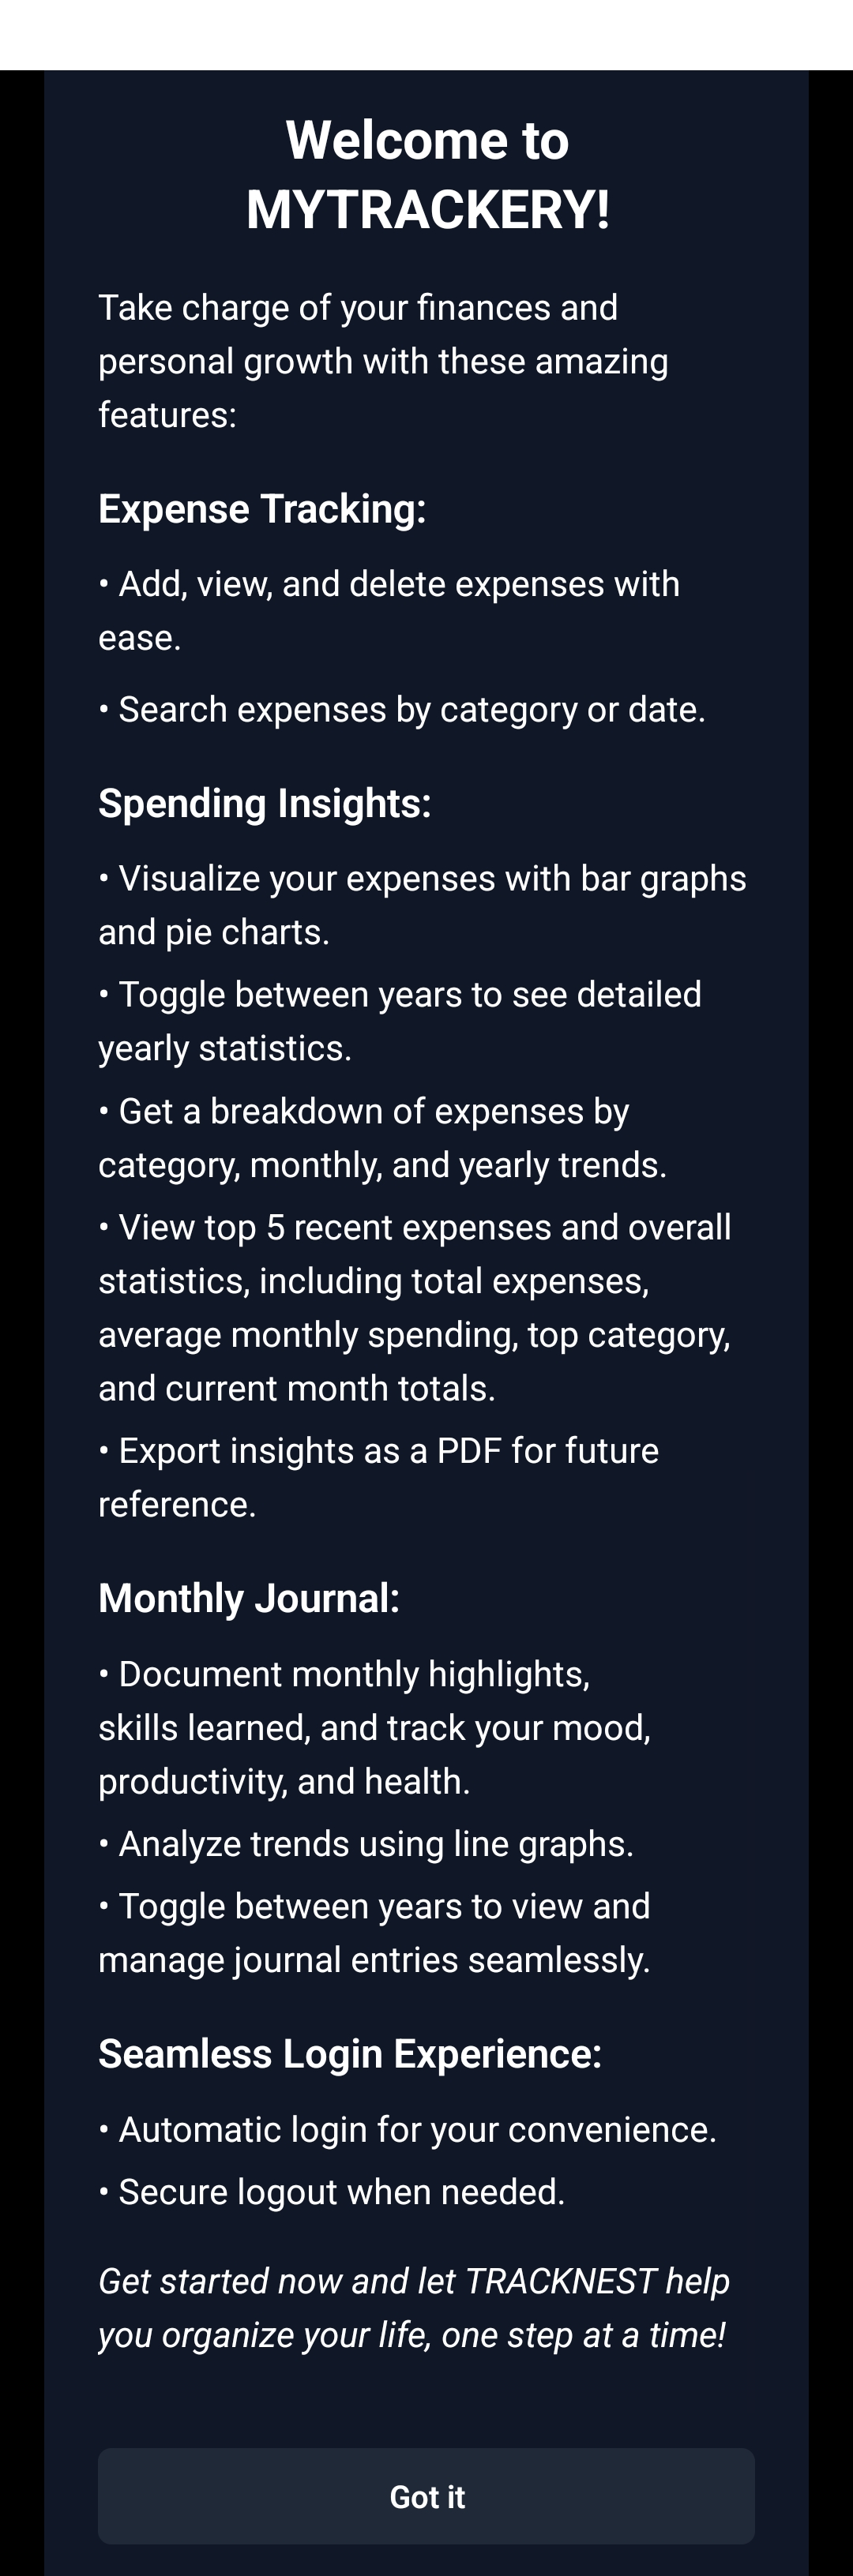 Welcome to
MYTRACKERY!
Take charge of your finances and
personal growth with these amazing
features:
Expense Tracking:
• Add, view, and delete expenses with
ease.
• Search expenses by category or date.
Spending Insights:
• Visualize your expenses with bar graphs
and pie charts.
• Toggle between years to see detailed
yearly statistics.
• Get a breakdown of expenses by
category, monthly, and yearly trends.
• View top 5 recent expenses and overall
statistics, including total expenses,
average monthly spending, top category,
and current month totals.
• Export insights as a PDF for future
reference.
Monthly Journal:
• Document monthly highlights,
skills learned, and track your mood,
productivity, and health.
• Analyze trends using line graphs.
• Toggle between years to view and
manage journal entries seamlessly.
Seamless Login Experience:
• Automatic login for your convenience.
• Secure logout when needed.
Get started now and let TRACKNEST help
you organize your life, one step at a time!
Got it